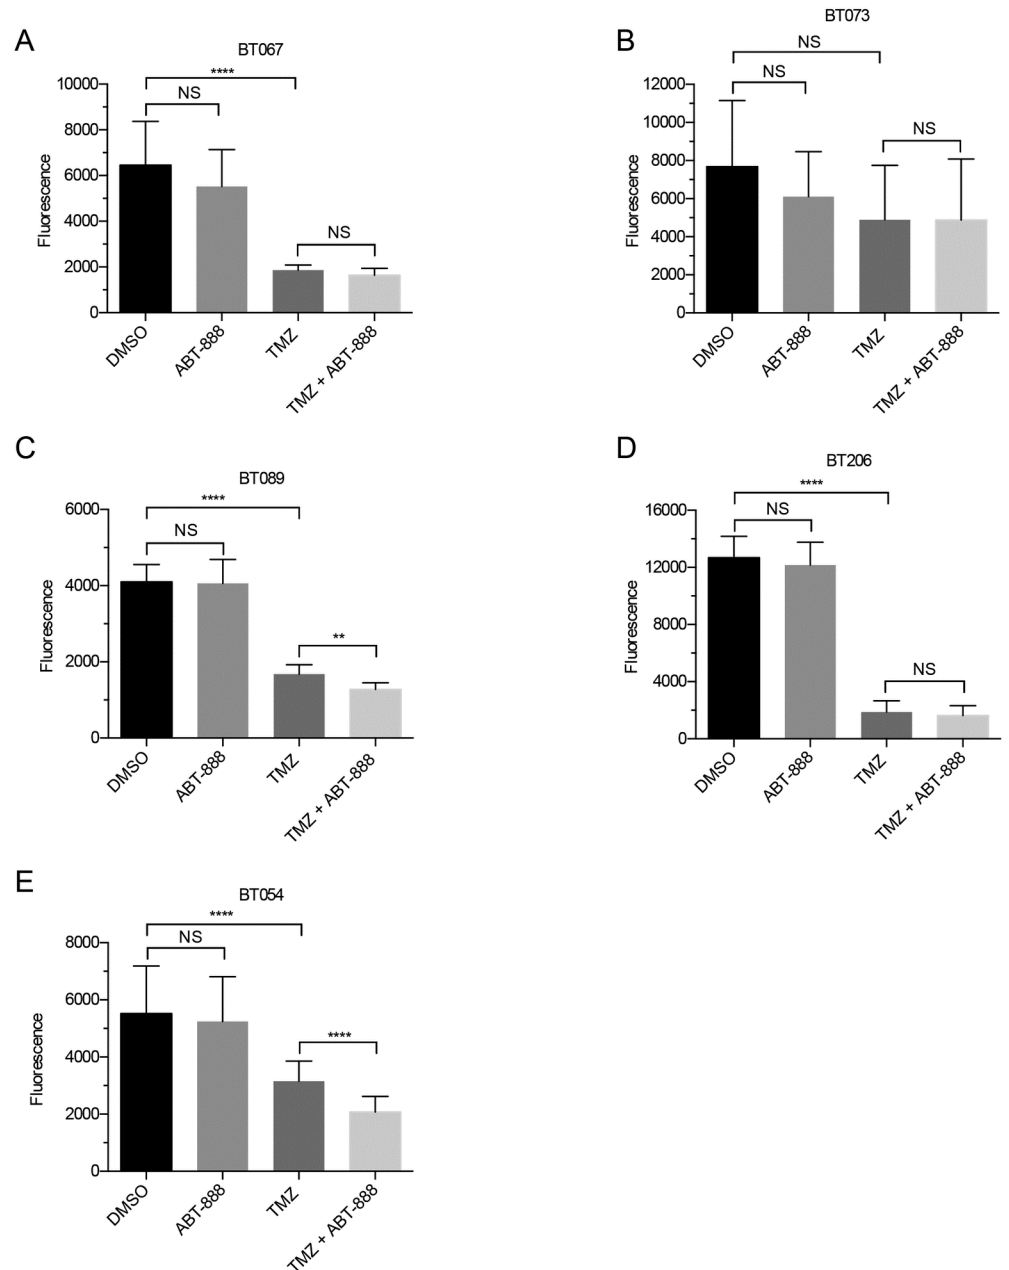 A
BT067
****
NS
NS
10000
8000
6000
4000
2000
0
Fluorescence
DMSO
ABT-888
TMZ
TMZ + ABT-888
B
BT073
NS
NS
NS
12000
10000
8000
6000
4000
2000
0
Fluorescence
DMSO
ABT-888
TMZ
TMZ + ABT-888
C
BT089
****
NS
**
6000
4000
2000
0
Fluorescence
DMSO
ABT-888
TMZ
TMZ + ABT-888
D
BT206
****
NS
NS
16000
12000
8000
4000
0
Fluorescence
DMSO
ABT-888
TMZ
TMZ + ABT-888
E
BT054
****
NS
****
8000
6000
4000
2000
0
Fluorescence
DMSO
ABT-888
TMZ
TMZ + ABT-888